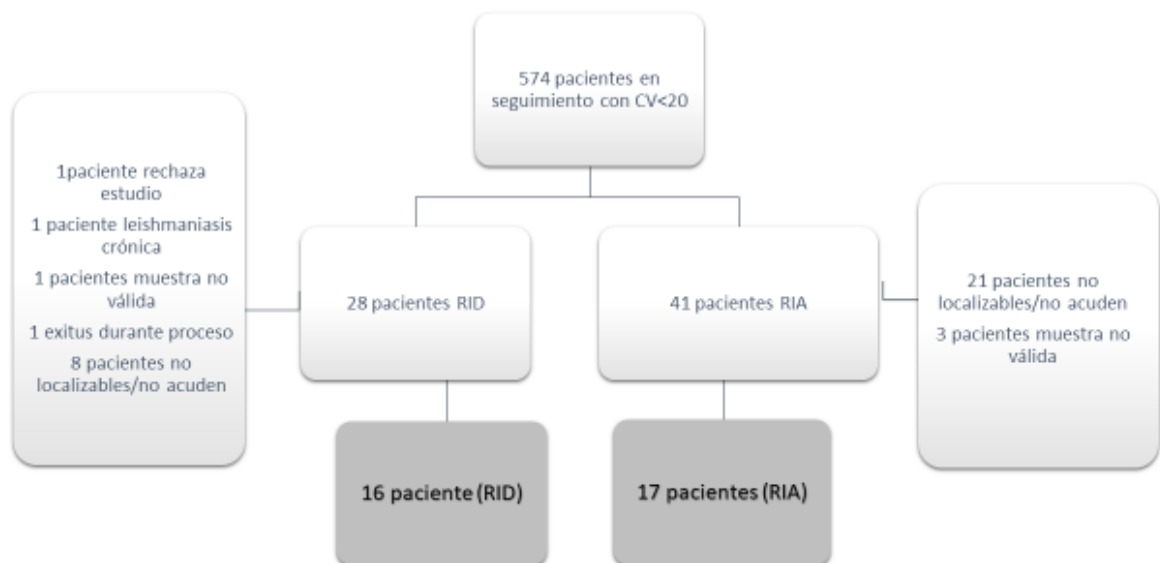 574 pacientes en
seguimiento con CV<20
1paciente rechaza
estudio
1 paciente leishmaniasis
crónica
1 pacientes muestra no
válida
1 exitus durante proceso
8 pacientes no
localizables/no acuden
28 pacientes RID
41 pacientes RIA
21 pacientes no
localizables/no acuden
3 pacientes muestra no
válida
16 paciente (RID)
17 pacientes (RIA)